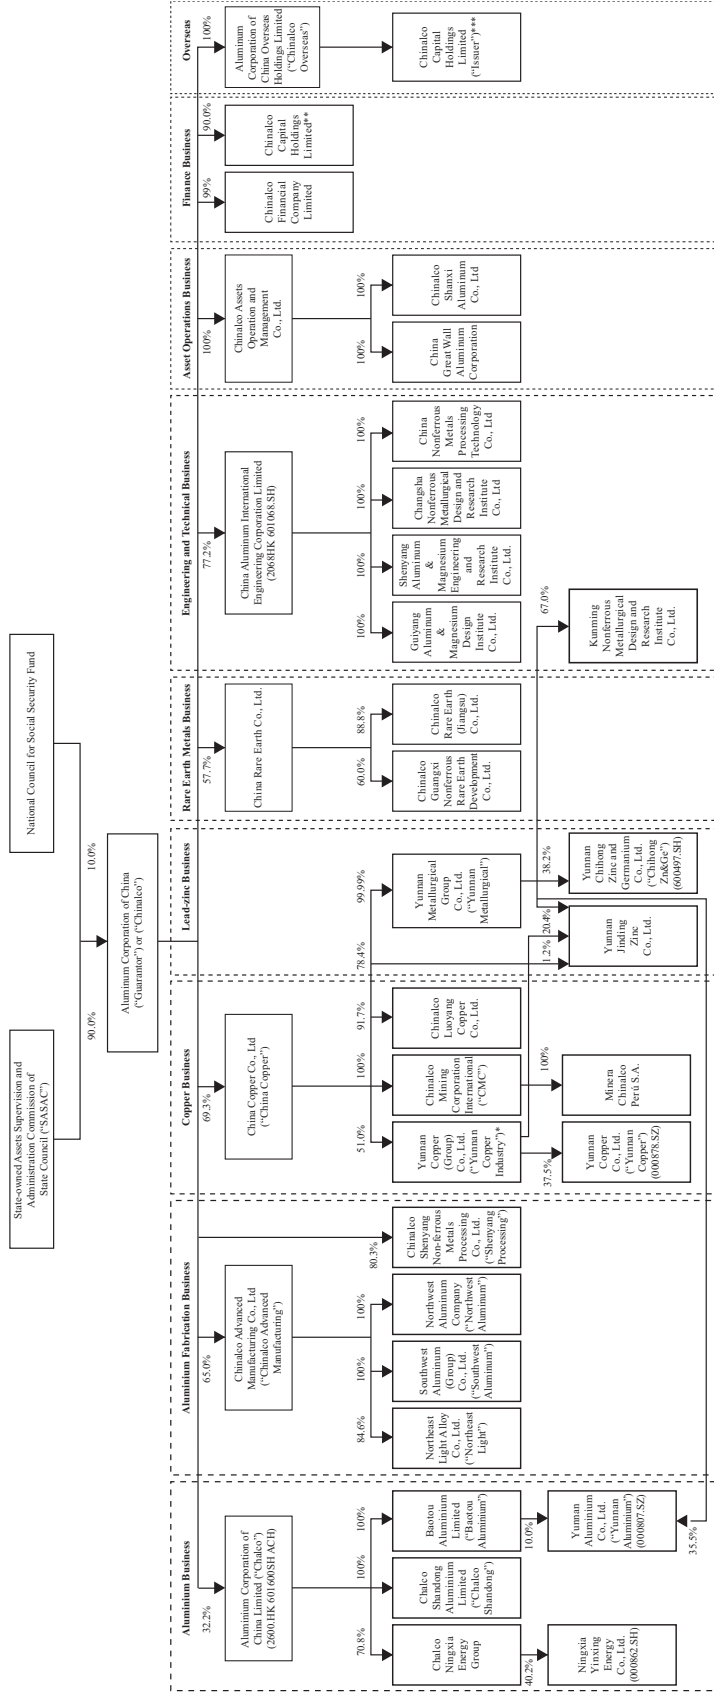 State-owned Assets Supervision and
Administration Commission of
State Council (“SASAC”)
National Council for Social Security Fund
90.0%
10.0%
Aluminum Corporation of China
(“Guarantor”) or (“Chinalco”)
Aluminium Business
32.2%
Aluminium Corporation of
China Limited (“Chalco”)
(2600.HK 601600SH ACH)
70.8%
100%
100%
Chalco
Ningxia
Energy
Group
Chalco
Shandong
Aluminium
Limited
(“Chalco
Shandong”)
Baotou
Aluminium
Limited
(“Baotou
Aluminium”)
40.2%
10.0%
Ningxia
Yinxing
Energy
Co., Ltd.
(000862.SH)
Yunnan
Aluminium
Co., Ltd.
(“Yunnan
Aluminium”)
(000807.SZ)
35.5%
Aluminium Fabrication Business
65.0%
Chinalco Advanced
Manufacturing Co., Ltd
(“Chinalco Advanced
Manufacturing”)
84.6%
100%
100%
80.3%
Northeast
Light Alloy
Co., Ltd.
(“Northeast
Light”)
Southwest
Aluminum
(Group)
Co., Ltd.
(“Southwest
Aluminum”)
Northwest
Aluminum
Company
(“Northwest
Aluminum”)
Chinalco
Shenyang
Non-ferrous
Metals
Processing
Co., Ltd.
(“Shenyang
Processing”)
Copper Business
69.3%
China Copper Co., Ltd
(“China Copper”)
51.0%
100%
91.7%
78.4%
99.99%
Yunnan
Copper
(Group)
Co., Ltd.
(“Yunnan
Copper
Industry”)*
Chinalco
Mining
Corporation
International
(“CMC”)
Chinalco
Luoyang
Copper
Co., Ltd.
37.5%
100%
Yunnan
Copper
Co., Ltd.
(“Yunnan
Copper”)
(000878.SZ)
Minera
Chinalco
Perú S.A.
Lead-zinc Business
Yunnan
Metallurgical
Group
Co., Ltd.
(“Yunnan
Metallurgical”)
1.2%
20.4%
38.2%
Yunnan
Jinding
Zinc
Co., Ltd.
Yunnan
Chihong
Zinc and
Germanium
Co., Ltd.
(“Chihong
Zn&Ge”)
(600497.SH)
Rare Earth Metals Business
57.7%
China Rare Earth Co., Ltd.
60.0%
88.8%
Chinalco
Guangxi
Nonferrous
Rare Earth
Development
Co., Ltd.
Chinalco
Rare Earth
(Jiangsu)
Co., Ltd.
Engineering and Technical Business
77.2%
China Aluminum International
Engineering Corporation Limited
(2068HK 601068.SH)
100%
100%
100%
100%
Guiyang
Aluminum
&
Magnesium
Design
Institute
Co., Ltd.
Shenyang
Aluminum
&
Magnesium
Engineering
and
Research
Institute
Co., Ltd.
Changsha
Nonferrous
Metallurgical
Design and
Research
Institute
Co., Ltd
China
Nonferrous
Metals
Processing
Technology
Co., Ltd
67.0%
Kunming
Nonferrous
Metallurgical
Design and
Research
Institute
Co., Ltd.
Asset Operations Business
100%
Chinalco Assets
Operation and
Management
Co., Ltd.
100%
100%
China
Great Wall
Aluminum
Corporation
Chinalco
Shanxi
Aluminum
Co., Ltd
Finance Business
99%
90.0%
Chinalco
Financial
Company
Limited
Chinalco
Capital
Holdings
Limited**
Overseas
100%
Aluminum
Corporation of
China Overseas
Holdings Limited
(“Chinalco
Overseas”)
Chinalco
Capital
Holdings
Limited
(“Issuer”)***